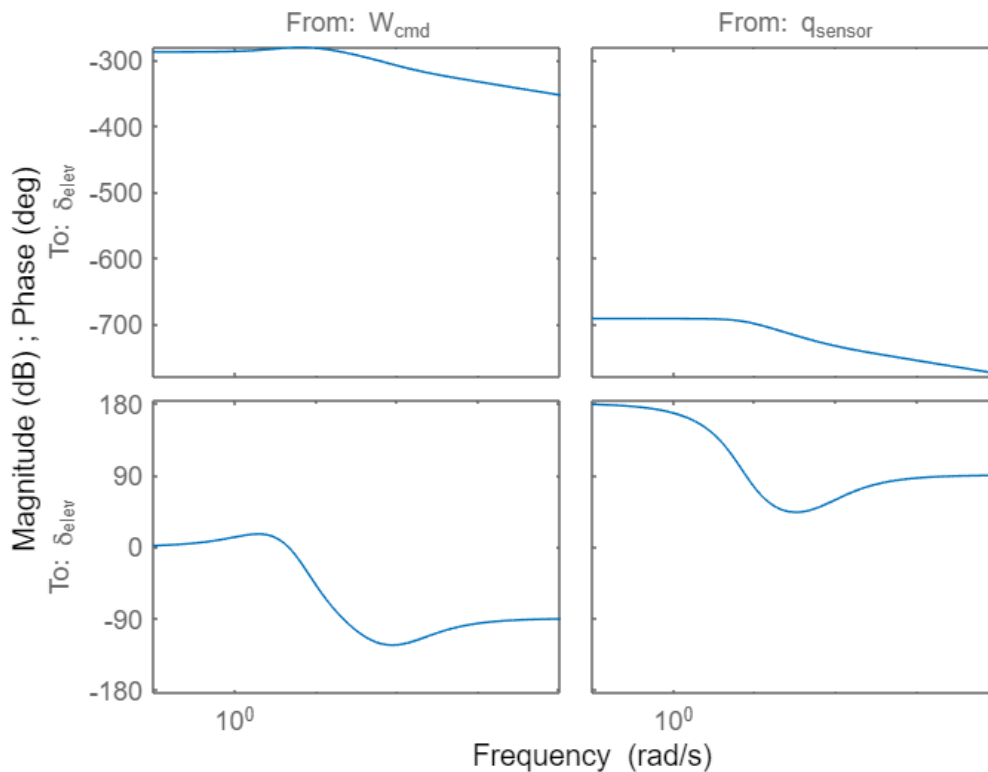 From: W_cmd
From: q_sensor
Magnitude (dB) ; Phase (deg)
To: δ_elev
-300
-400
-500
-600
-700
To: δ_elev
180
90
0
-90
-180
10^0
10^0
Frequency (rad/s)